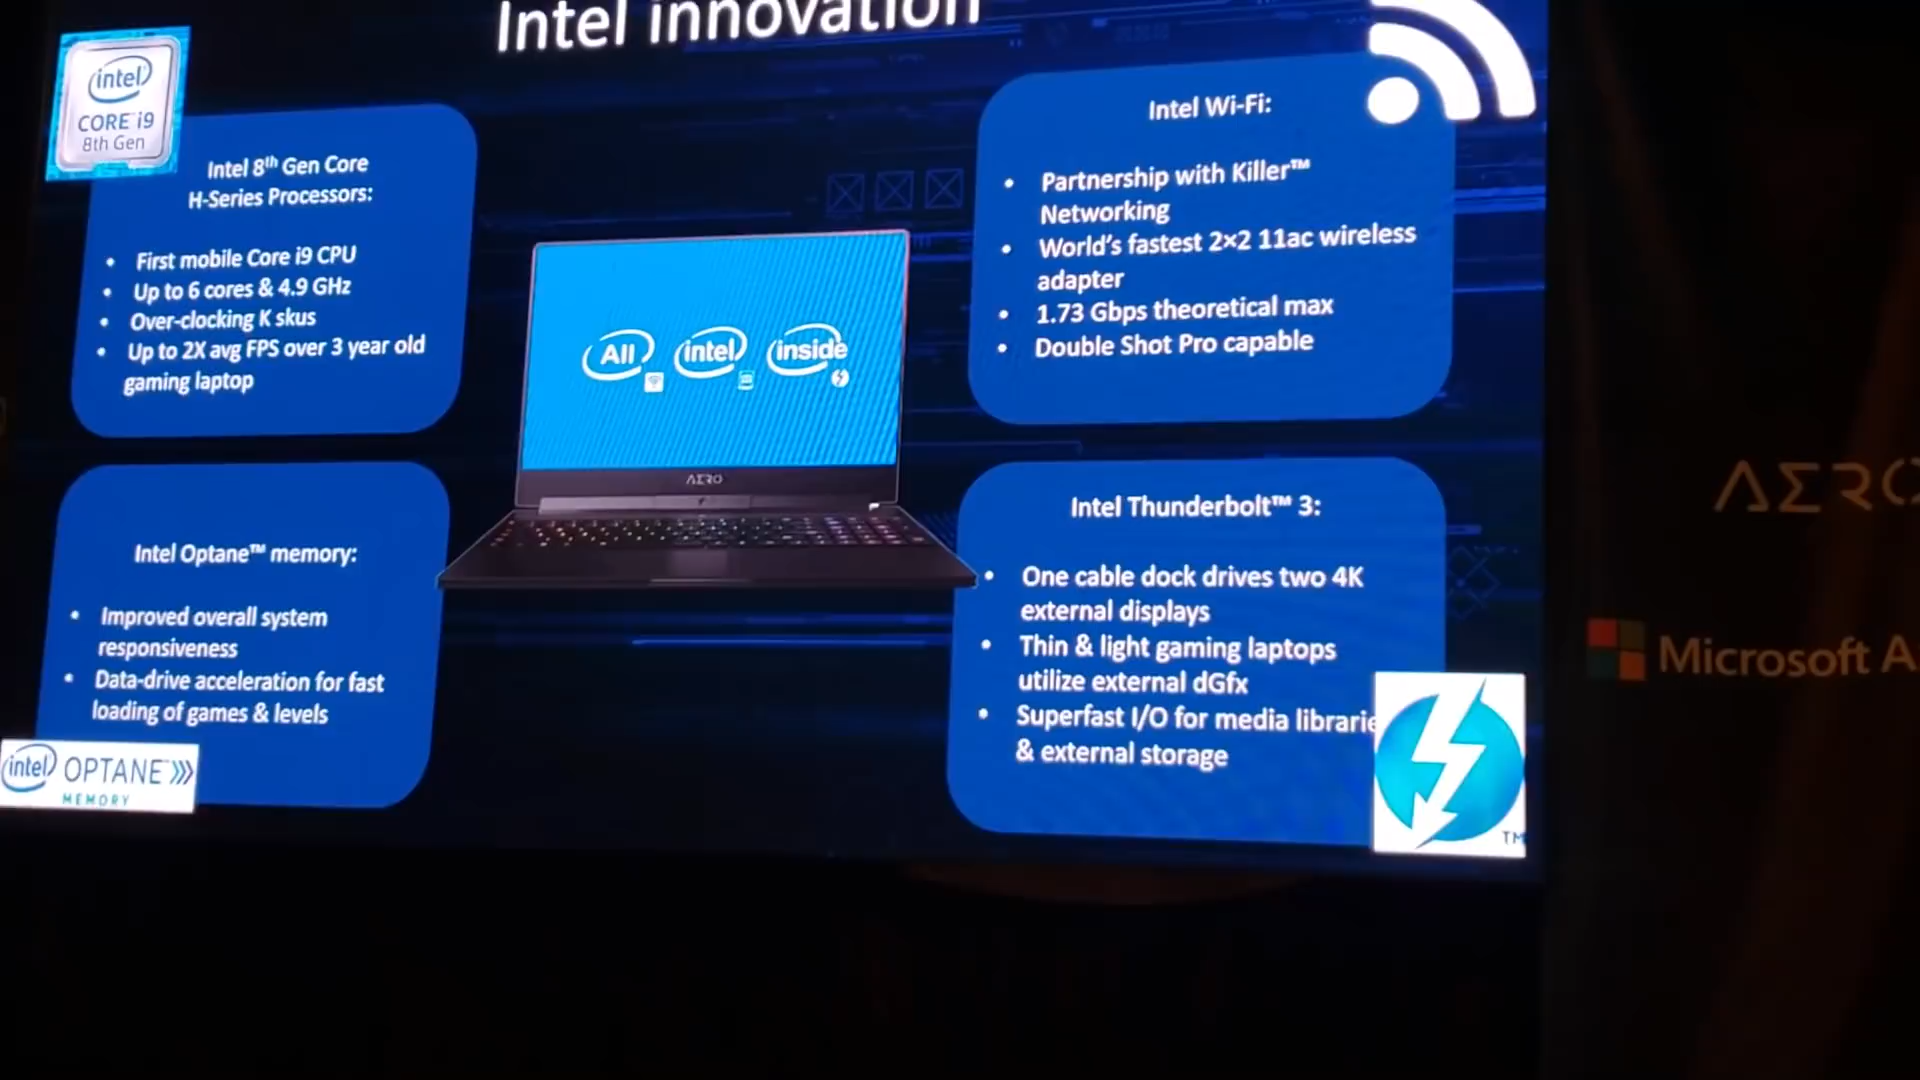 Intel innovation
intel
CORE i9
8th Gen
Intel 8th Gen Core
H-Series Processors:
• First mobile Core i9 CPU
• Up to 6 cores & 4.9 GHz
• Over-clocking K skus
• Up to 2X avg FPS over 3 year old
gaming laptop
Intel Wi-Fi:
• Partnership with Killer™
Networking
• World's fastest 2×2 11ac wireless
adapter
• 1.73 Gbps theoretical max
• Double Shot Pro capable
All intel inside
AERO
Intel Optane™ memory:
• Improved overall system
responsiveness
• Data-drive acceleration for fast
loading of games & levels
intel OPTANE™
MEMORY
Intel Thunderbolt™ 3:
• One cable dock drives two 4K
external displays
• Thin & light gaming laptops
utilize external dGfx
• Superfast I/O for media librarie
& external storage
TM
AERO
Microsoft A